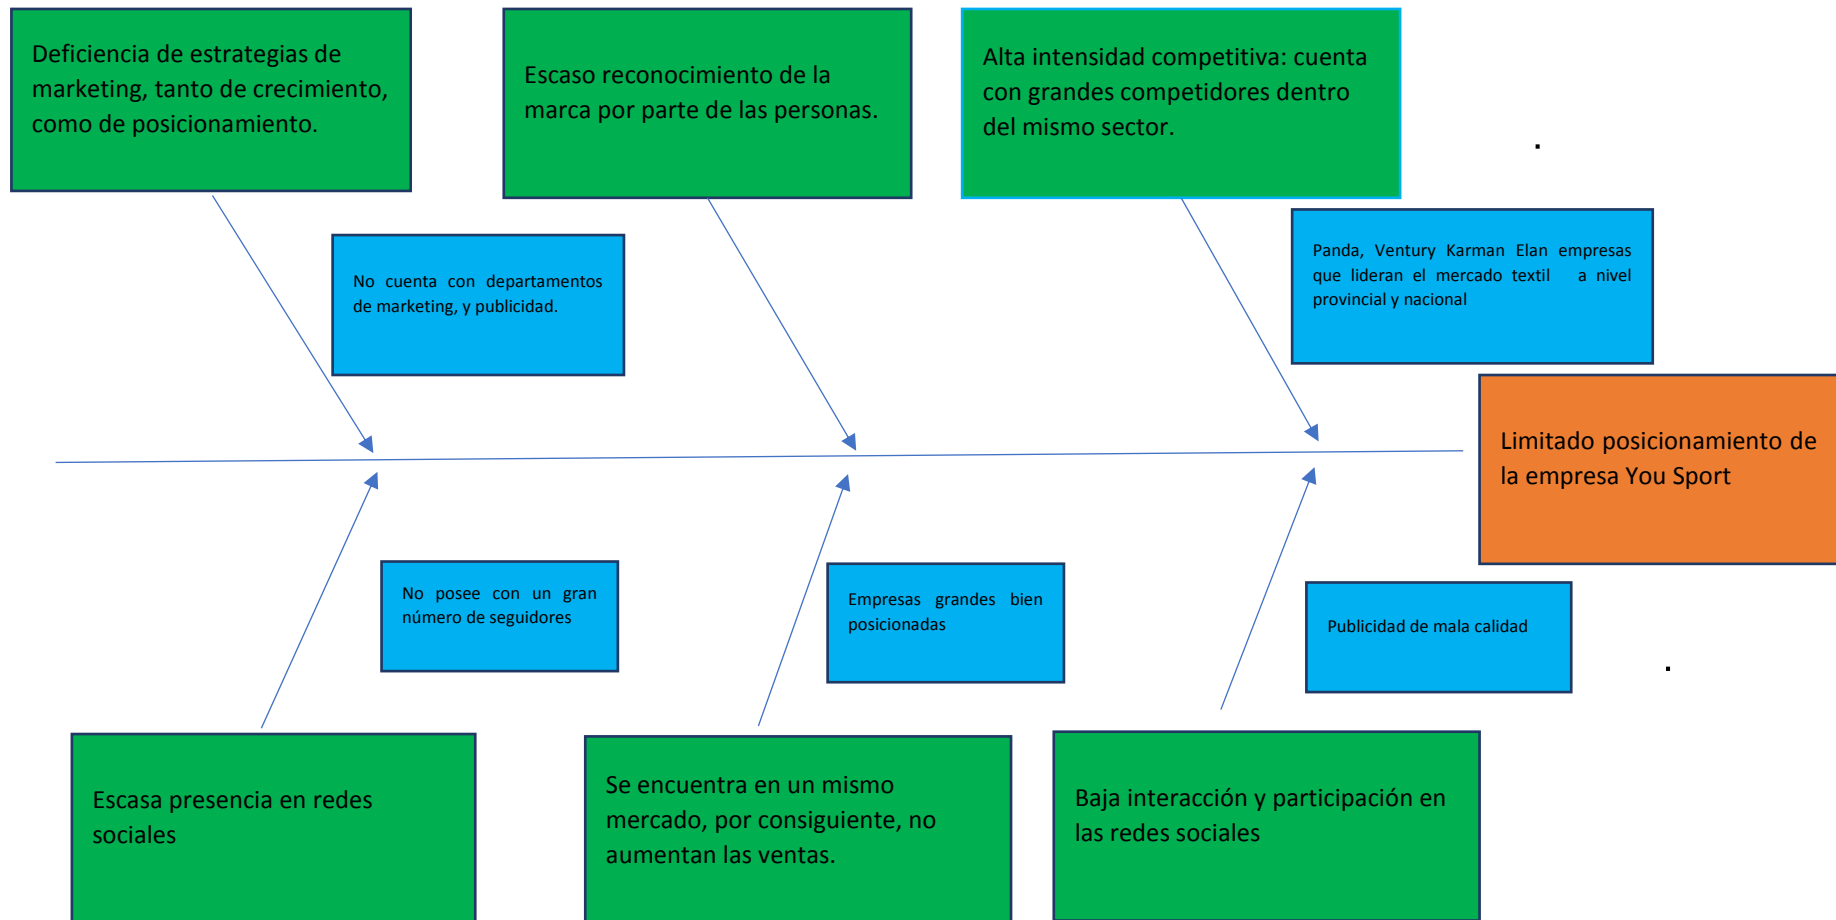 Deficiencia de estrategias de
marketing, tanto de crecimiento,
como de posicionamiento.
Escaso reconocimiento de la
marca por parte de las personas.
Alta intensidad competitiva: cuenta
con grandes competidores dentro
del mismo sector.
.
No cuenta con departamentos
de marketing, y publicidad.
Panda, Ventury Karman Elan empresas
que lideran el mercado textil a nivel
provincial y nacional
Limitado posicionamiento de
la empresa You Sport
No posee con un gran
número de seguidores
Empresas grandes bien
posicionadas
Publicidad de mala calidad
.
Escasa presencia en redes
sociales
Se encuentra en un mismo
mercado, por consiguiente, no
aumentan las ventas.
Baja interacción y participación en
las redes sociales